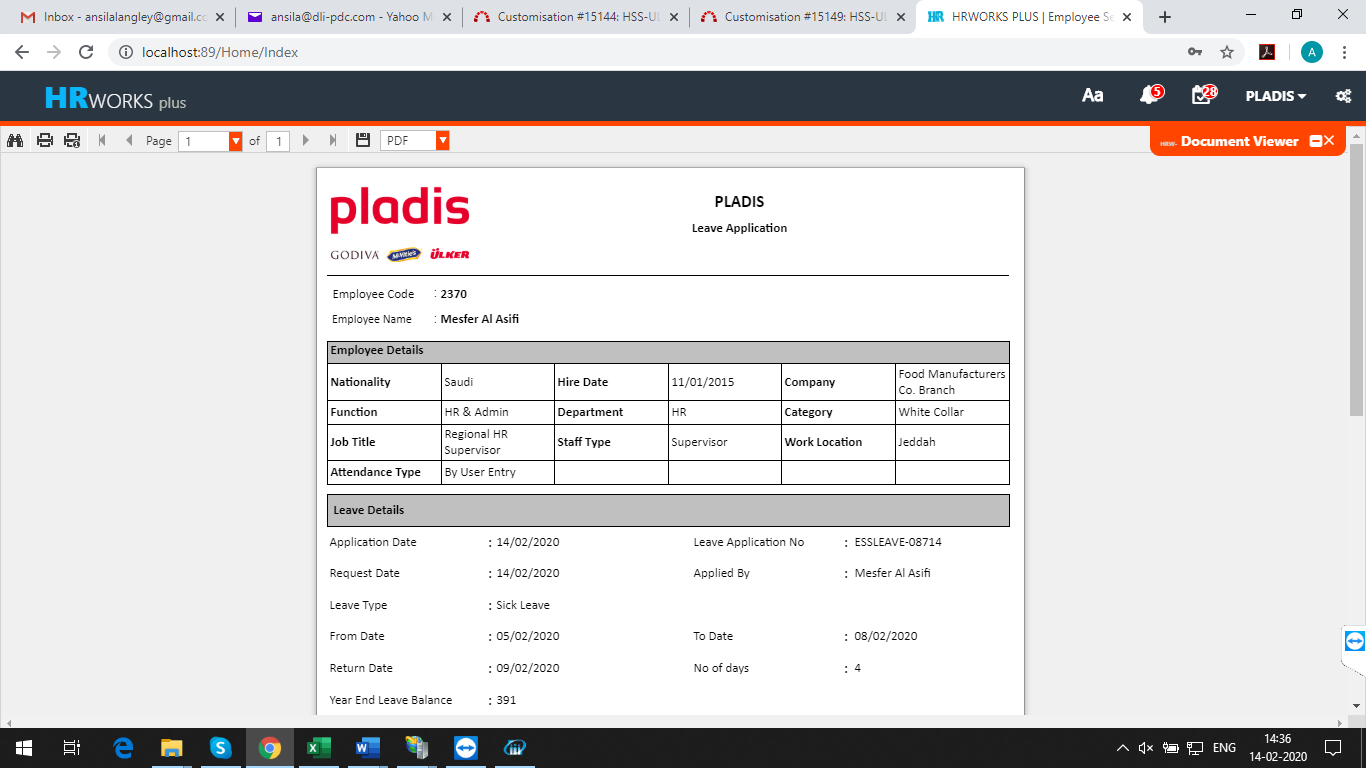 Inbox - ansilalangley@gmail.co
ansila@dli-pdc.com - Yahoo M
Customisation #15144: HSS-UL
Customisation #15149: HSS-UL
HRWORKS PLUS | Employee Se
localhost:89/Home/Index
A
HRWORKS plus
Aa
5
28
PLADIS
Page 1 of 1
PDF
HRW- Document Viewer
pladis
PLADIS
Leave Application
GODIVA McVitie's ÜLKER
Employee Code : 2370
Employee Name : Mesfer Al Asifi
Employee Details
Nationality Saudi Hire Date 11/01/2015 Company Food Manufacturers Co. Branch
Function HR & Admin Department HR Category White Collar
Job Title Regional HR Supervisor Staff Type Supervisor Work Location Jeddah
Attendance Type By User Entry
Leave Details
Application Date : 14/02/2020 Leave Application No : ESSLEAVE-08714
Request Date : 14/02/2020 Applied By : Mesfer Al Asifi
Leave Type : Sick Leave
From Date : 05/02/2020 To Date : 08/02/2020
Return Date : 09/02/2020 No of days : 4
Year End Leave Balance : 391
ENG
14:36
14-02-2020